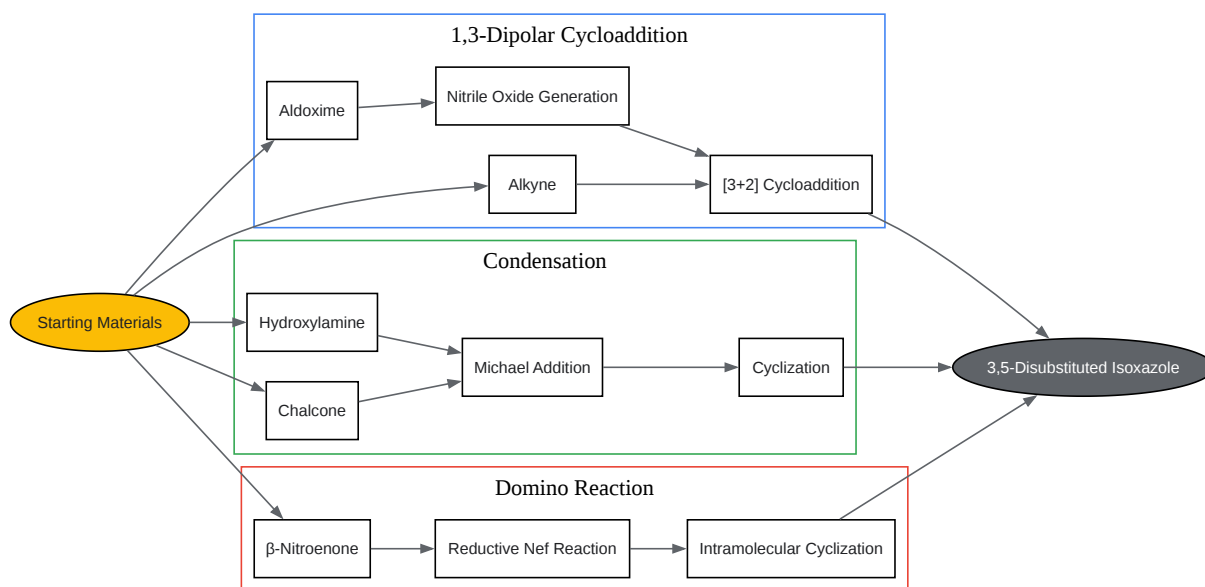 1,3-Dipolar Cycloaddition
Aldoxime
Nitrile Oxide Generation
Alkyne
[3+2] Cycloaddition
Condensation
Starting Materials
Hydroxylamine
Chalcone
Michael Addition
Cyclization
3,5-Disubstituted Isoxazole
Domino Reaction
β-Nitroenone
Reductive Nef Reaction
Intramolecular Cyclization